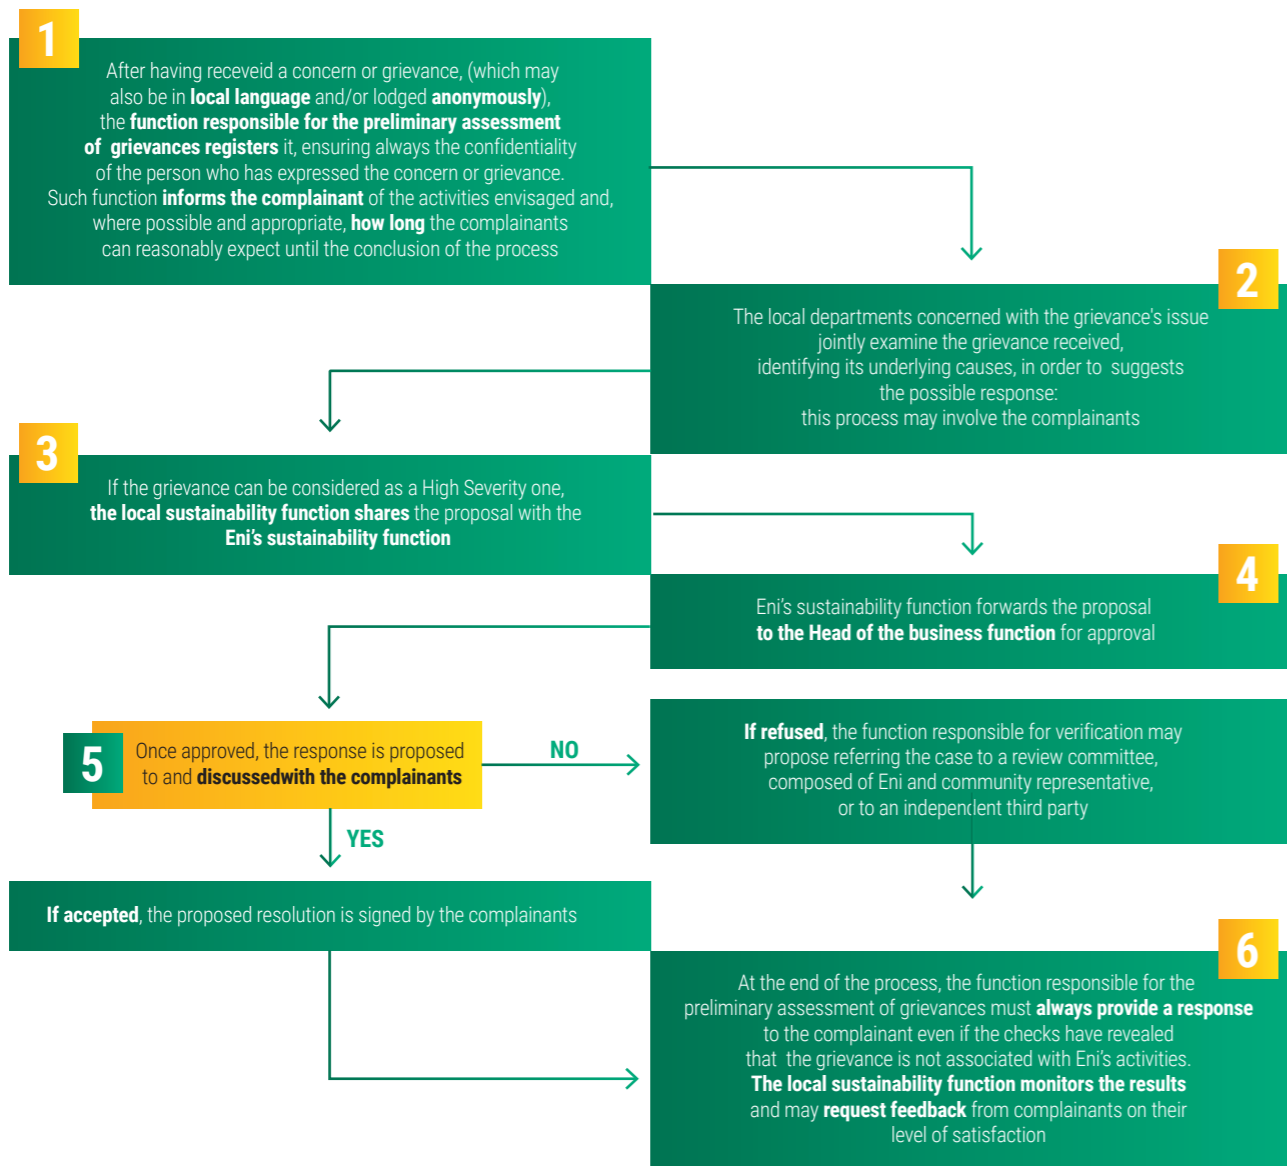 1
After having receveid a concern or grievance, (which may
also be in local language and/or lodged anonymously),
the function responsible for the preliminary assessment
of grievances registers it, ensuring always the confidentiality
of the person who has expressed the concern or grievance.
Such function informs the complainant of the activities envisaged and,
where possible and appropriate, how long the complainants
can reasonably expect until the conclusion of the process
2
The local departments concerned with the grievance's issue
jointly examine the grievance received,
identifying its underlying causes, in order to suggests
the possible response:
this process may involve the complainants
3
If the grievance can be considered as a High Severity one,
the local sustainability function shares the proposal with the
Eni’s sustainability function
4
Eni’s sustainability function forwards the proposal
to the Head of the business function for approval
5
Once approved, the response is proposed
to and discussedwith the complainants
NO
If refused, the function responsible for verification may
propose referring the case to a review committee,
composed of Eni and community representative,
or to an independent third party
YES
If accepted, the proposed resolution is signed by the complainants
6
At the end of the process, the function responsible for the
preliminary assessment of grievances must always provide a response
to the complainant even if the checks have revealed
that the grievance is not associated with Eni’s activities.
The local sustainability function monitors the results
and may request feedback from complainants on their
level of satisfaction